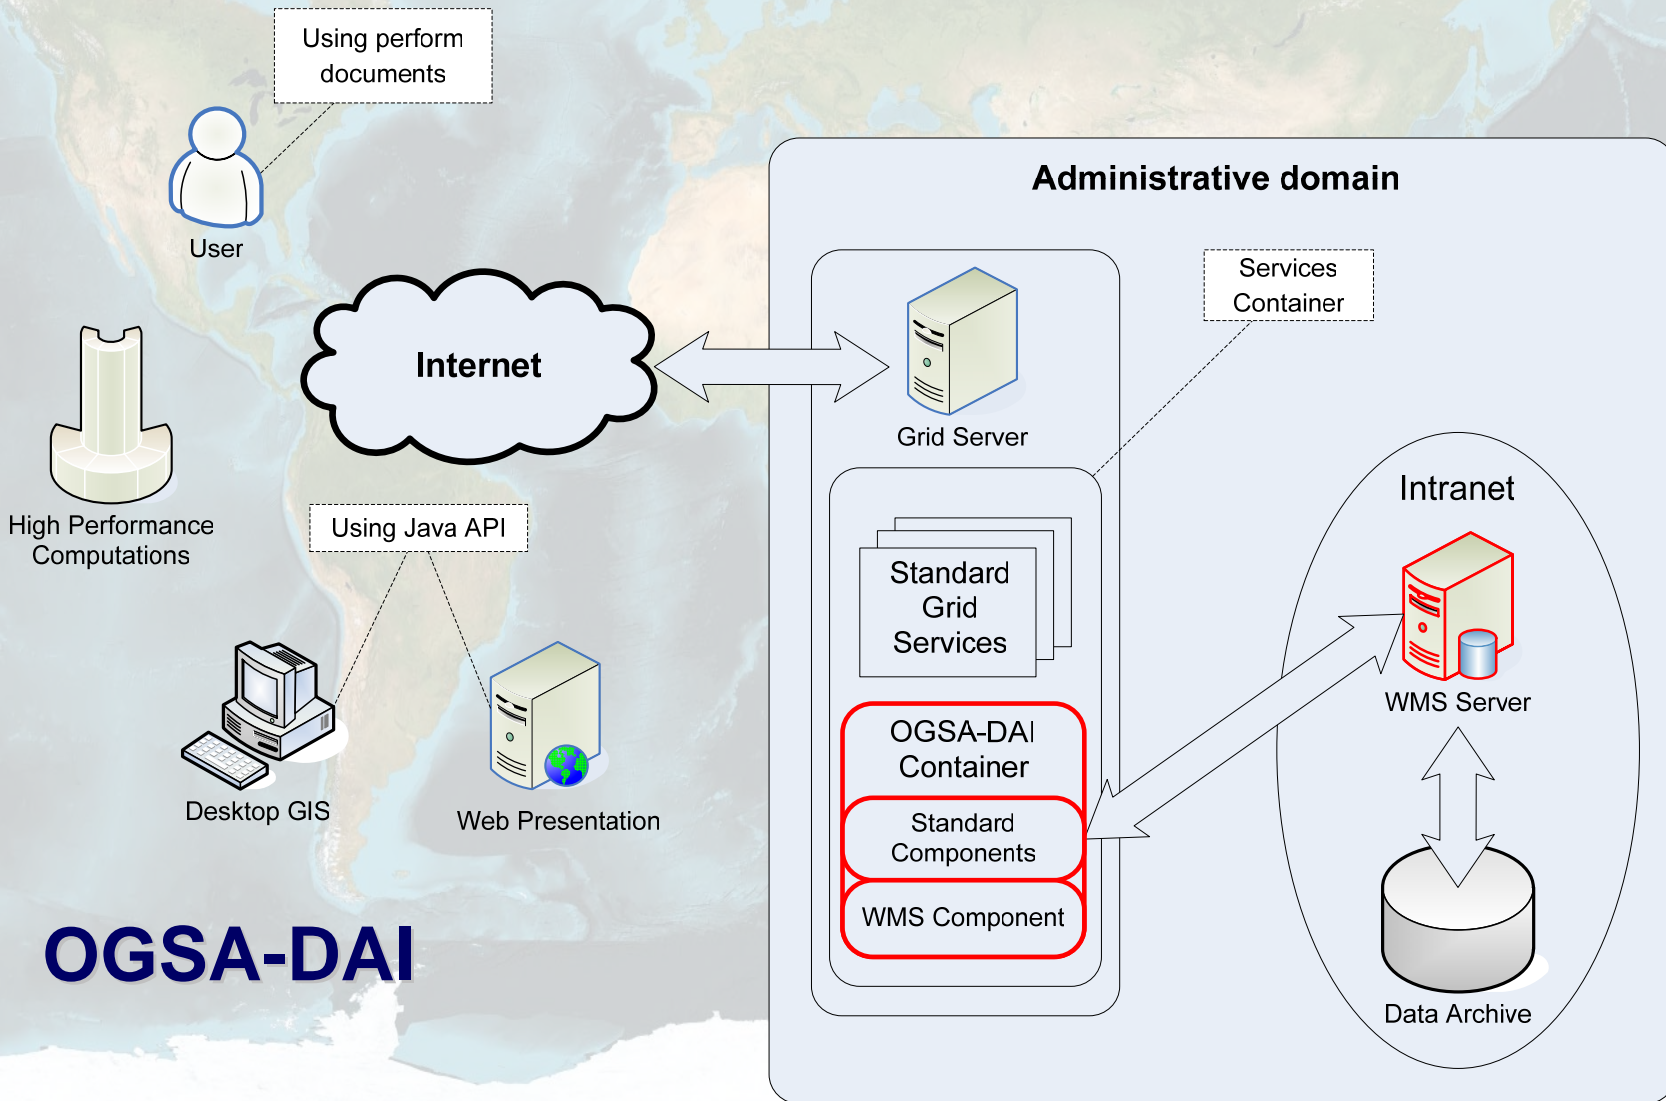 Using perform
documents
User
Administrative domain
Services
Container
Internet
Grid Server
High Performance
Computations
Using Java API
Intranet
Standard
Grid
Services
WMS Server
OGSA-DAI
Container
Desktop GIS
Web Presentation
Standard
Components
WMS Component
OGSA-DAI
Data Archive